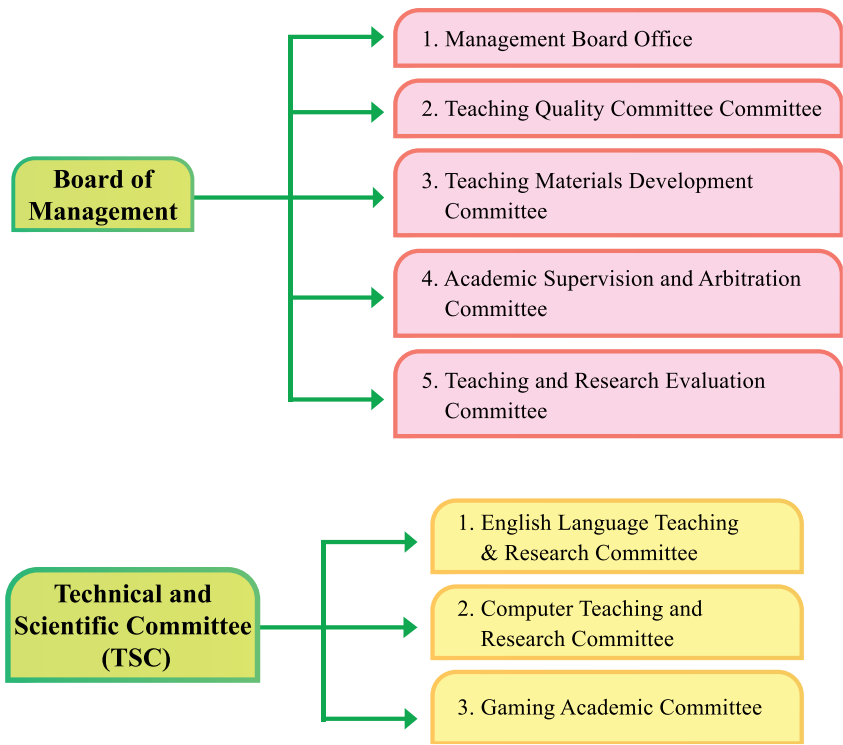 Board of
Management
1. Management Board Office
2. Teaching Quality Committee Committee
3. Teaching Materials Development
Committee
4. Academic Supervision and Arbitration
Committee
5. Teaching and Research Evaluation
Committee
Technical and
Scientific Committee
(TSC)
1. English Language Teaching
& Research Committee
2. Computer Teaching and
Research Committee
3. Gaming Academic Committee